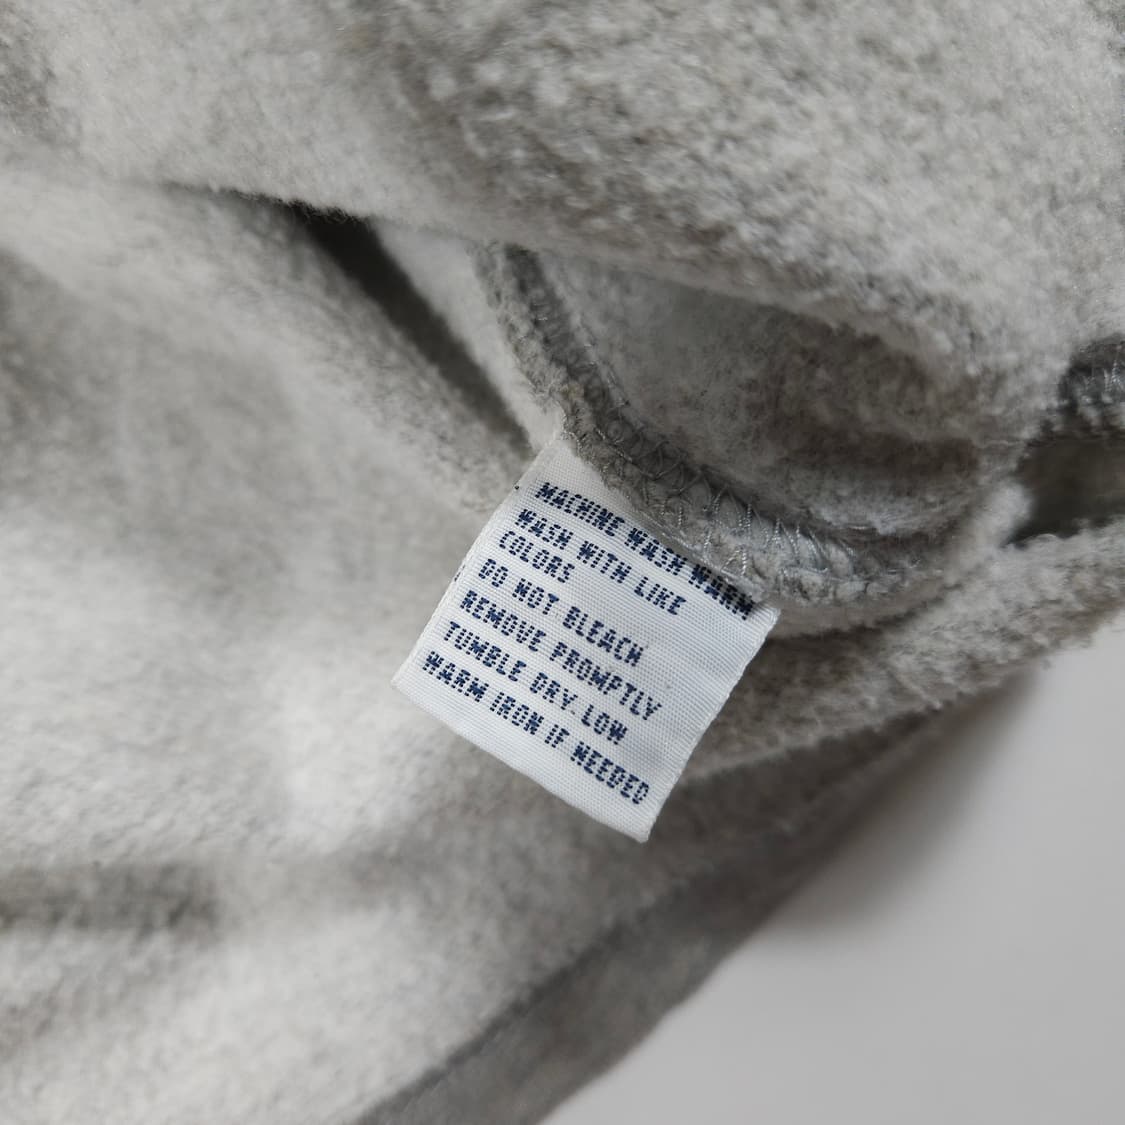 MACHINE WASH WARM
WASH WITH LIKE
COLORS
DO NOT BLEACH
REMOVE PROMPTLY
TUMBLE DRY LOW
WARM IRON IF NEEDED